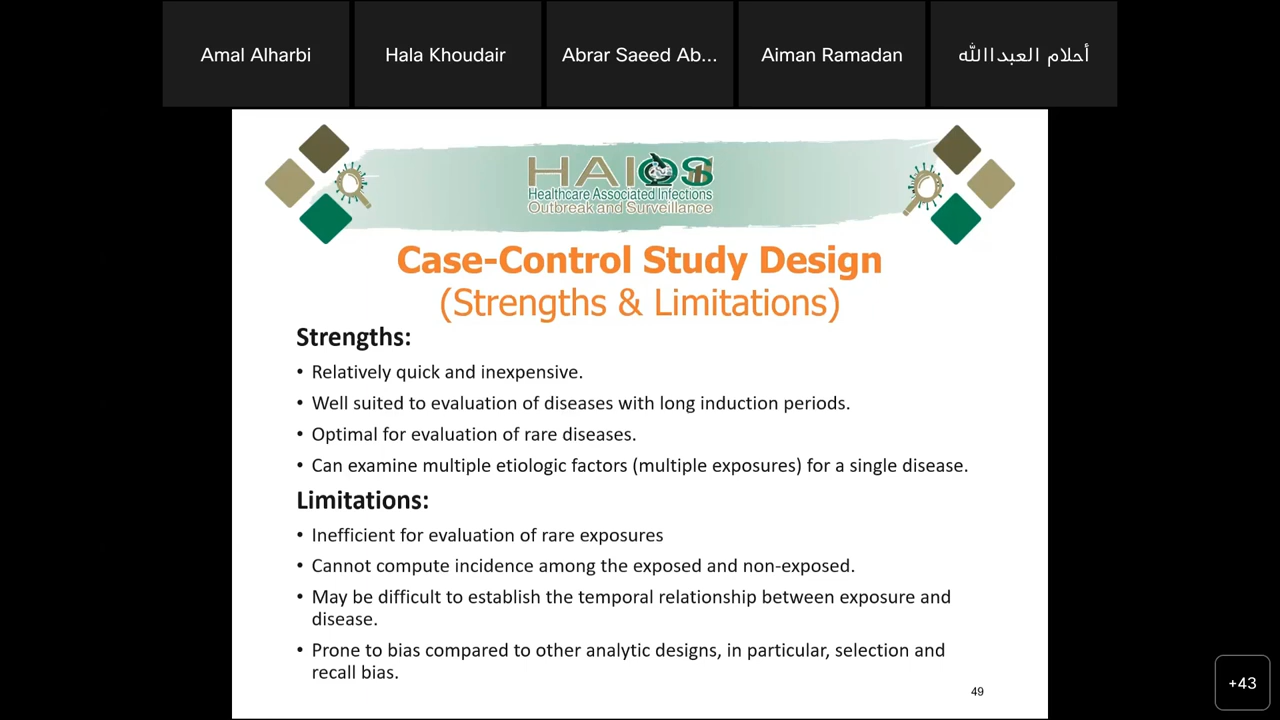 Amal Alharbi
Hala Khoudair
Abrar Saeed Ab...
Aiman Ramadan
أحلام العبداالله
HAIOS
Healthcare Associated Infections
Outbreak and Surveillance
Case-Control Study Design
(Strengths & Limitations)
Strengths:
• Relatively quick and inexpensive.
• Well suited to evaluation of diseases with long induction periods.
• Optimal for evaluation of rare diseases.
• Can examine multiple etiologic factors (multiple exposures) for a single disease.
Limitations:
• Inefficient for evaluation of rare exposures
• Cannot compute incidence among the exposed and non-exposed.
• May be difficult to establish the temporal relationship between exposure and
disease.
• Prone to bias compared to other analytic designs, in particular, selection and
recall bias.
49
+43